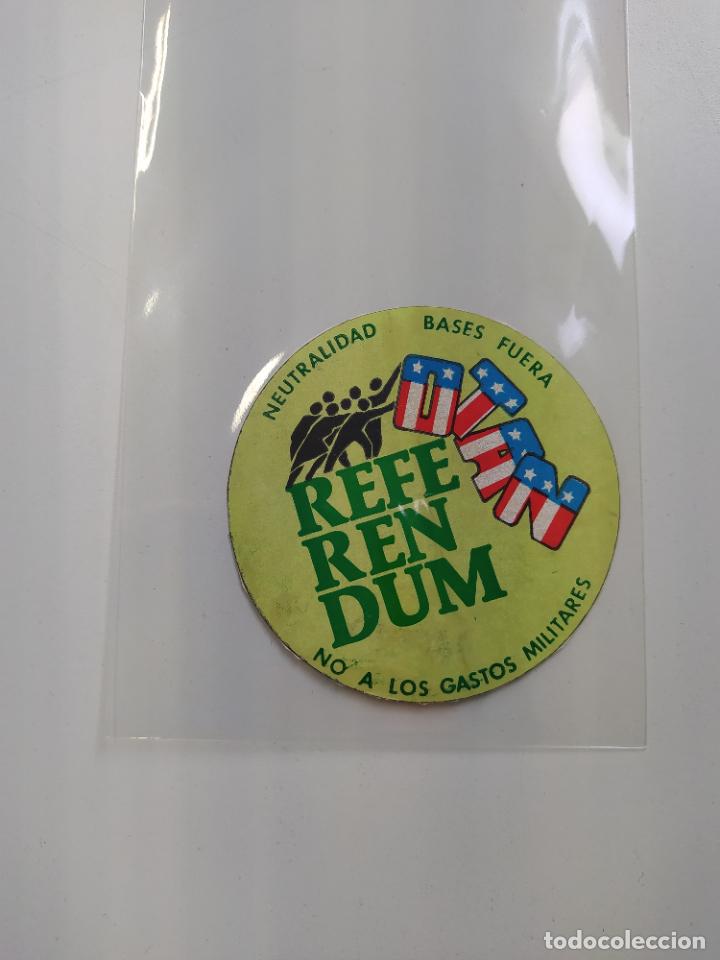 NEUTRALIDAD BASES FUERA
OTAN
REFE
REN
DUM
NO A LOS GASTOS MILITARES
todocoleccion